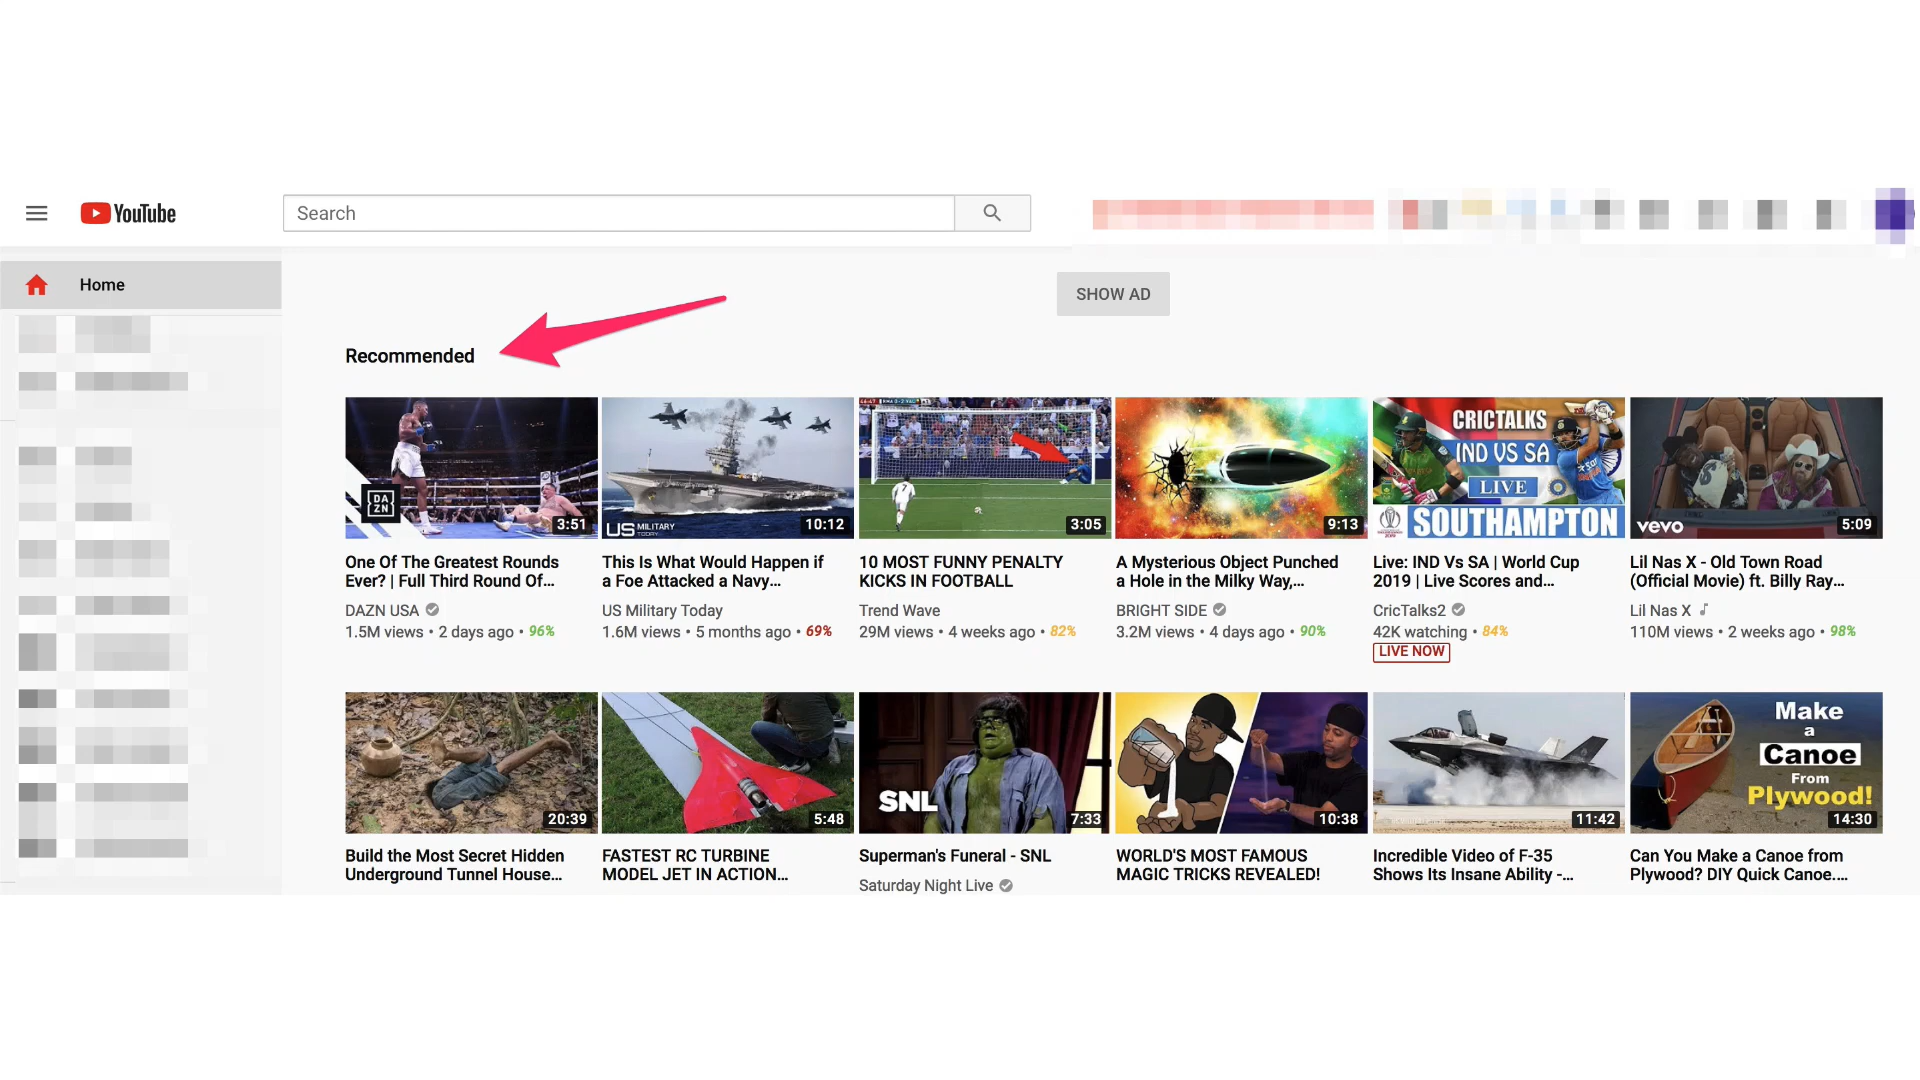 YouTube
Search
Home
SHOW AD
Recommended
DA
ZN
3:51
US MILITARY
TODAY
10:12
3:05
9:13
CRICTALKS
IND VS SA
LIVE
SOUTHAMPTON
vevo
5:09
One Of The Greatest Rounds
Ever? | Full Third Round Of...
DAZN USA
1.5M views • 2 days ago • 96%
This Is What Would Happen if
a Foe Attacked a Navy...
US Military Today
1.6M views • 5 months ago • 69%
10 MOST FUNNY PENALTY
KICKS IN FOOTBALL
Trend Wave
29M views • 4 weeks ago • 82%
A Mysterious Object Punched
a Hole in the Milky Way,...
BRIGHT SIDE
3.2M views • 4 days ago • 90%
Live: IND Vs SA | World Cup
2019 | Live Scores and...
CricTalks2
42K watching • 84%
LIVE NOW
Lil Nas X - Old Town Road
(Official Movie) ft. Billy Ray...
Lil Nas X
110M views • 2 weeks ago • 98%
20:39
5:48
SNL
7:33
10:38
11:42
Make
a
Canoe
From
Plywood!
14:30
Build the Most Secret Hidden
Underground Tunnel House...
FASTEST RC TURBINE
MODEL JET IN ACTION...
Superman's Funeral - SNL
Saturday Night Live
WORLD'S MOST FAMOUS
MAGIC TRICKS REVEALED!
Incredible Video of F-35
Shows Its Insane Ability -...
Can You Make a Canoe from
Plywood? DIY Quick Canoe....